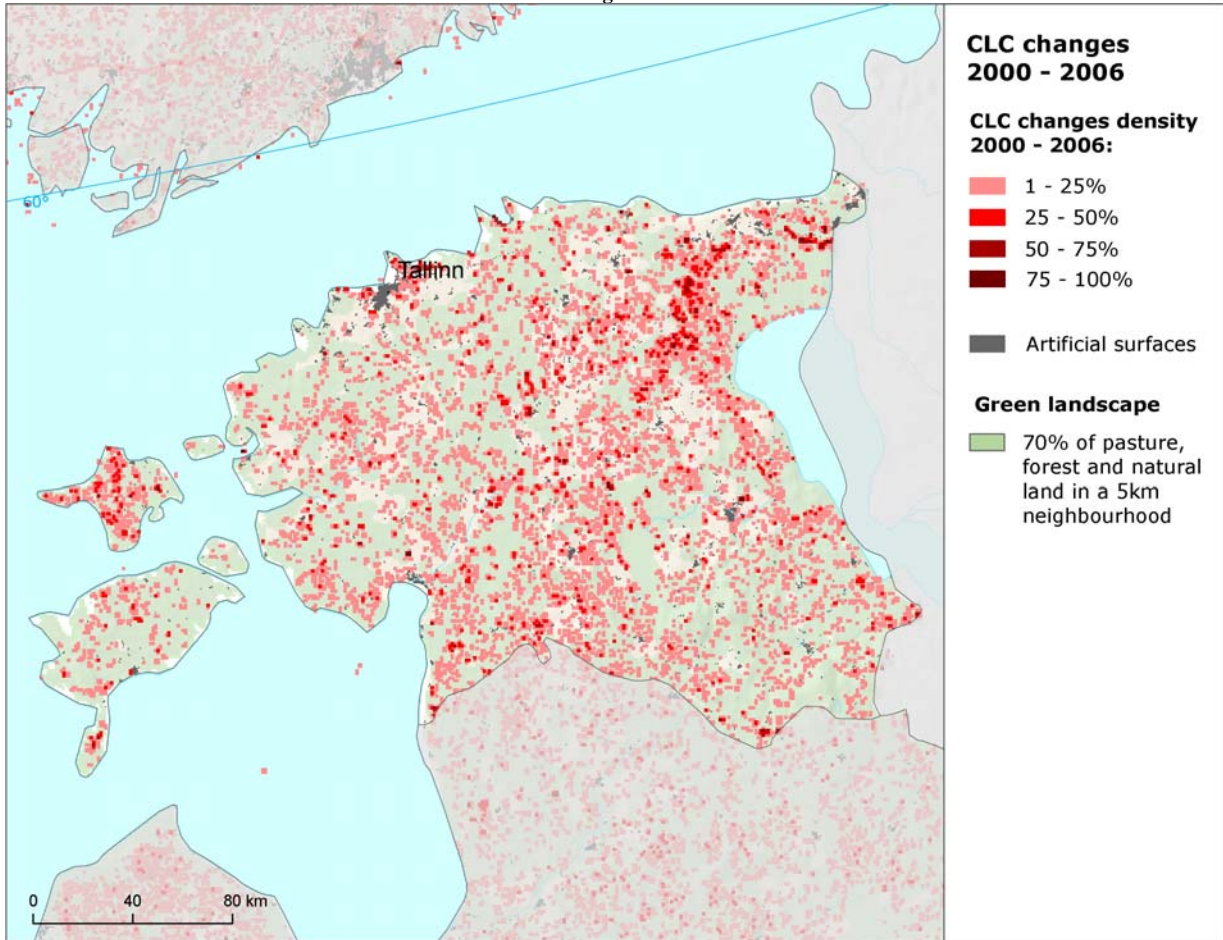 CLC changes
2000 - 2006
CLC changes density
2000 - 2006:
1 - 25%
25 - 50%
50 - 75%
75 - 100%
Artificial surfaces
Green landscape
70% of pasture,
forest and natural
land in a 5km
neighbourhood
60°
Tallinn
0 40 80 km